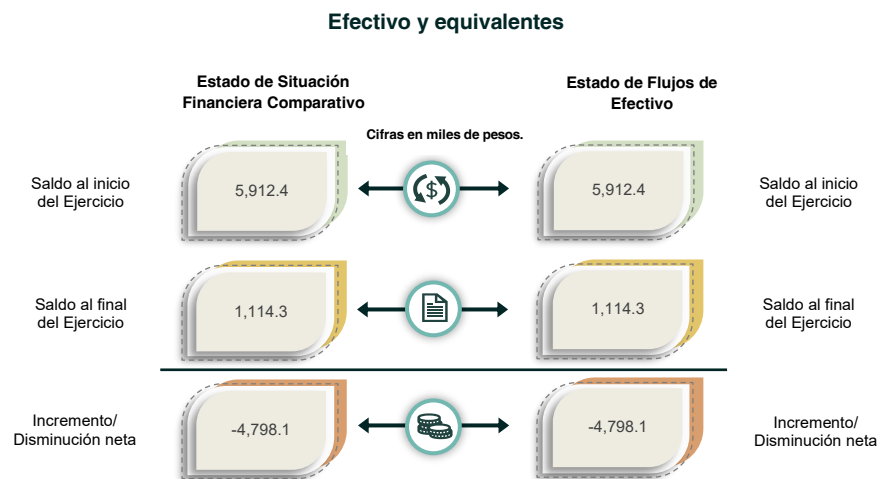 Efectivo y equivalentes
Estado de Situación
Financiera Comparativo
Estado de Flujos de
Efectivo
Cifras en miles de pesos.
Saldo al inicio
del Ejercicio
5,912.4
$
5,912.4
Saldo al inicio
del Ejercicio
Saldo al final
del Ejercicio
1,114.3
1,114.3
Saldo al final
del Ejercicio
Incremento/
Disminución neta
-4,798.1
-4,798.1
Incremento/
Disminución neta